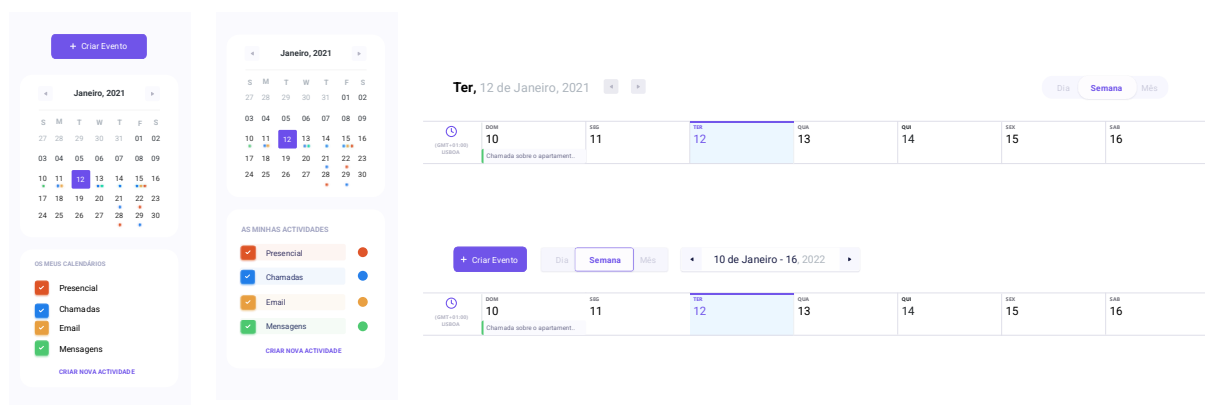 + Criar Evento
Janeiro, 2021
S M T W T F S
27 28 29 30 31 01 02
03 04 05 06 07 08 09
10 11 12 13 14 15 16
17 18 19 20 21 22 23
24 25 26 27 28 29 30
OS MEUS CALENDÁRIOS
Presencial
Chamadas
Email
Mensagens
CRIAR NOVA ACTIVIDADE
Janeiro, 2021
S M T W T F S
27 28 29 30 31 01 02
03 04 05 06 07 08 09
10 11 12 13 14 15 16
17 18 19 20 21 22 23
24 25 26 27 28 29 30
AS MINHAS ACTIVIDADES
Presencial
Chamadas
Email
Mensagens
CRIAR NOVA ACTIVIDADE
Ter, 12 de Janeiro, 2021
Dia Semana Mês
(GMT+01:00)
LISBOA
DOM SEG TER QUA QUI SEX SAB
10 11 12 13 14 15 16
Chamada sobre o apartament..
+ Criar Evento
Dia Semana Mês
10 de Janeiro - 16, 2022
(GMT+01:00)
LISBOA
DOM SEG TER QUA QUI SEX SAB
10 11 12 13 14 15 16
Chamada sobre o apartament..